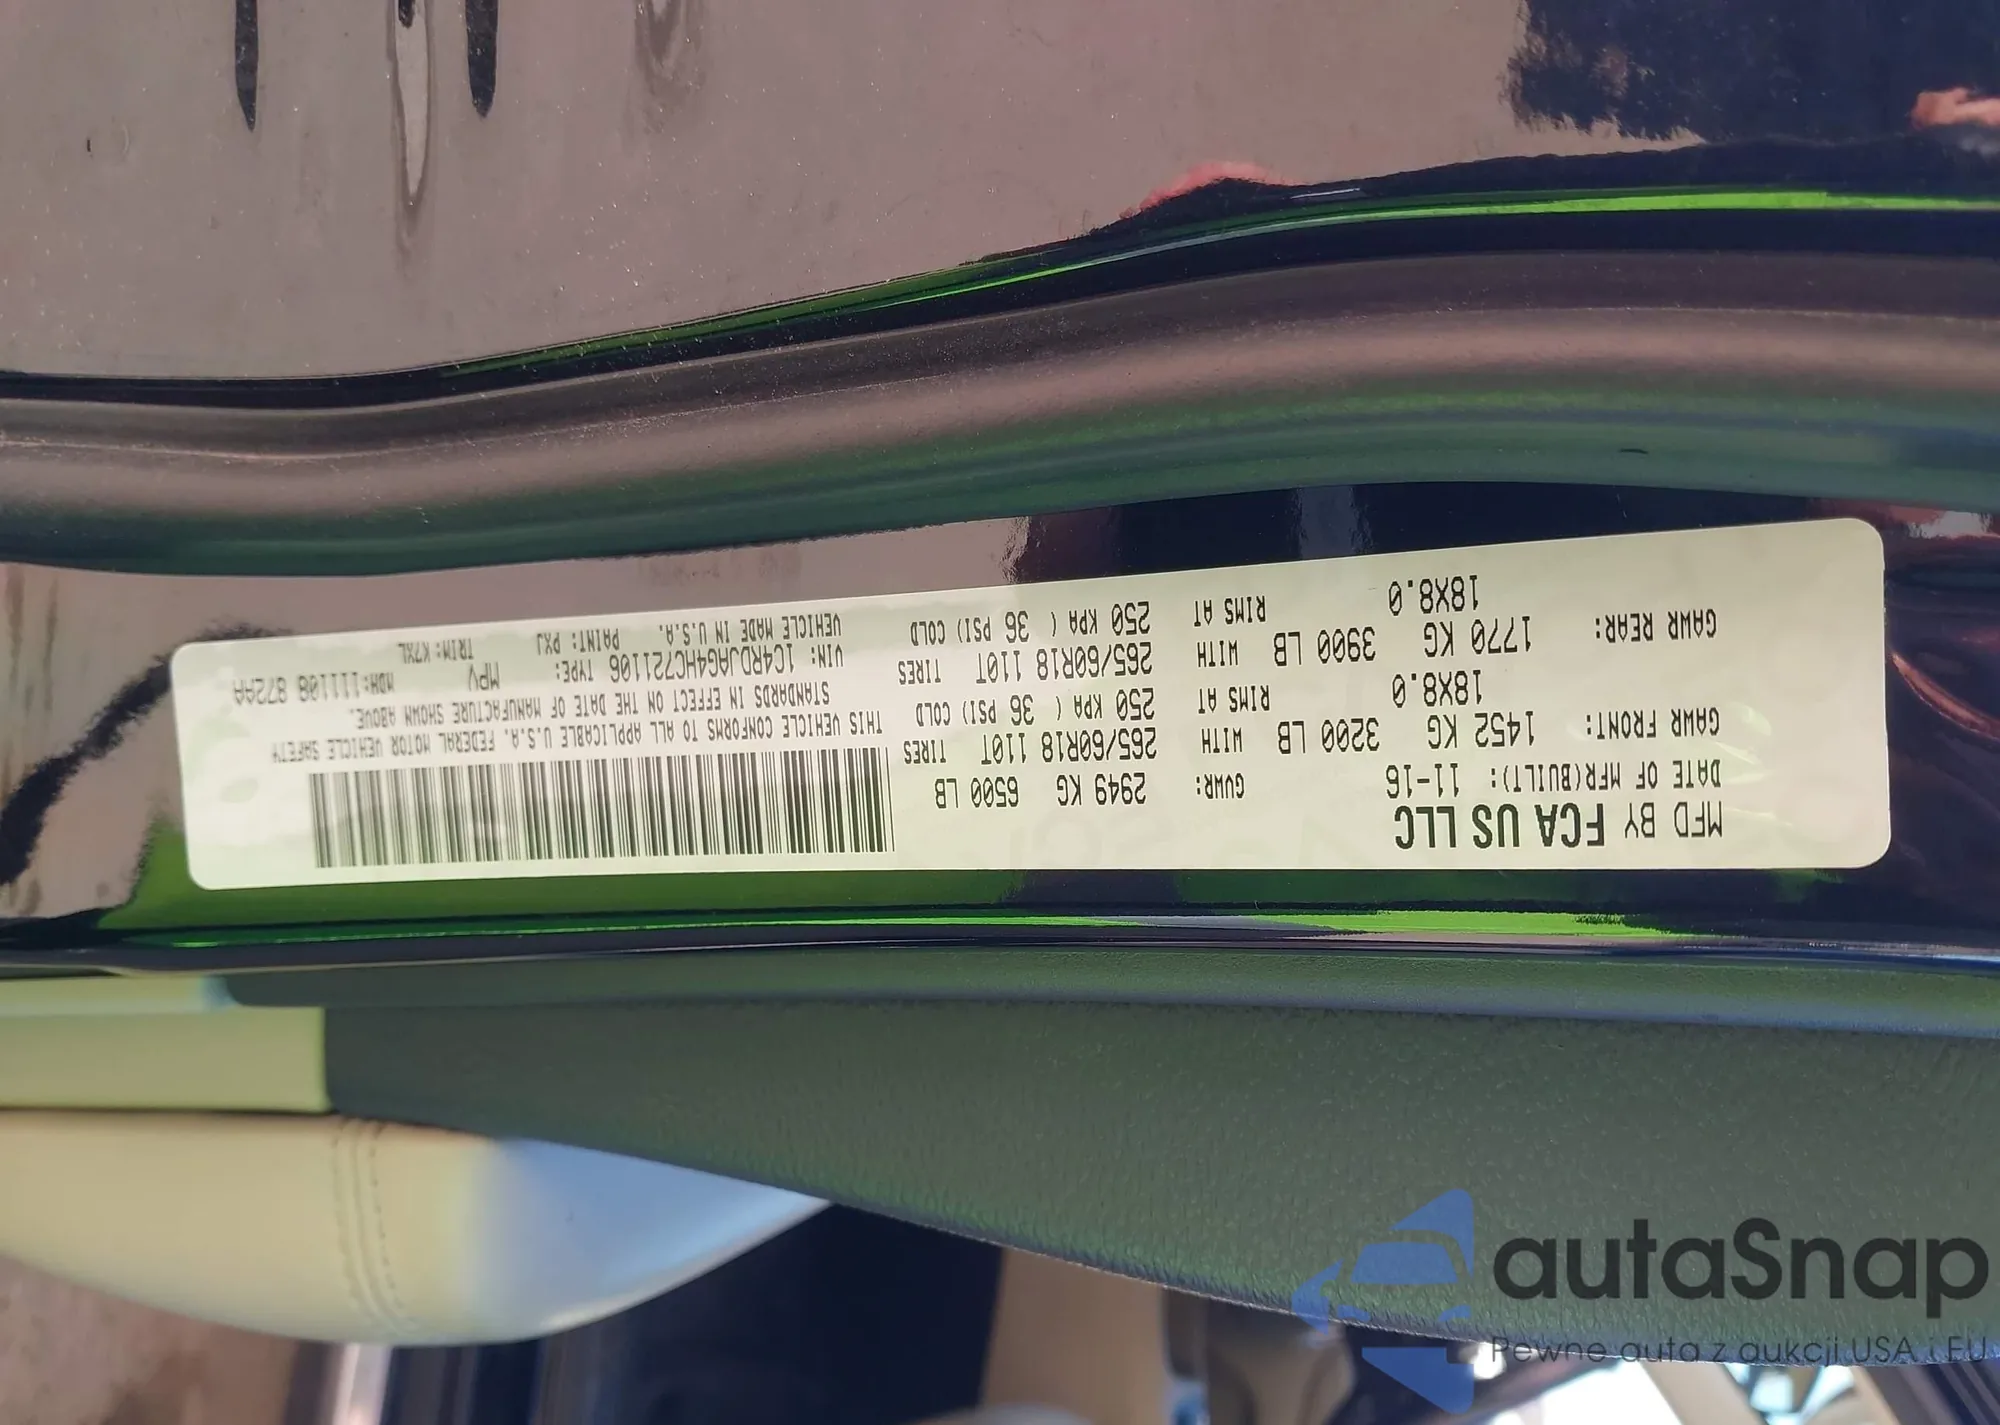 MFD BY FCA US LLC
DATE OF MFR(BUILT): 11-16 GVWR: 2949 KG 6500 LB
GAWR FRONT: 1452 KG 3200 LB WITH 265/60R18 110T TIRES
18X8.0 RIMS AT 250 KPA ( 36 PSI) COLD
GAWR REAR: 1770 KG 3900 LB WITH 265/60R18 110T TIRES
18X8.0 RIMS AT 250 KPA ( 36 PSI) COLD
THIS VEHICLE CONFORMS TO ALL APPLICABLE U.S.A. FEDERAL MOTOR VEHICLE SAFETY
STANDARDS IN EFFECT ON THE DATE OF MANUFACTURE SHOWN ABOVE.
VIN: 1C4RDJAG4HC721106 TYPE: MPV MDH:111108 872AA
VEHICLE MADE IN U.S.A. PAINT: PXJ TRIM: K7XL
autaSnap
Pewne auta z aukcji USA i EU